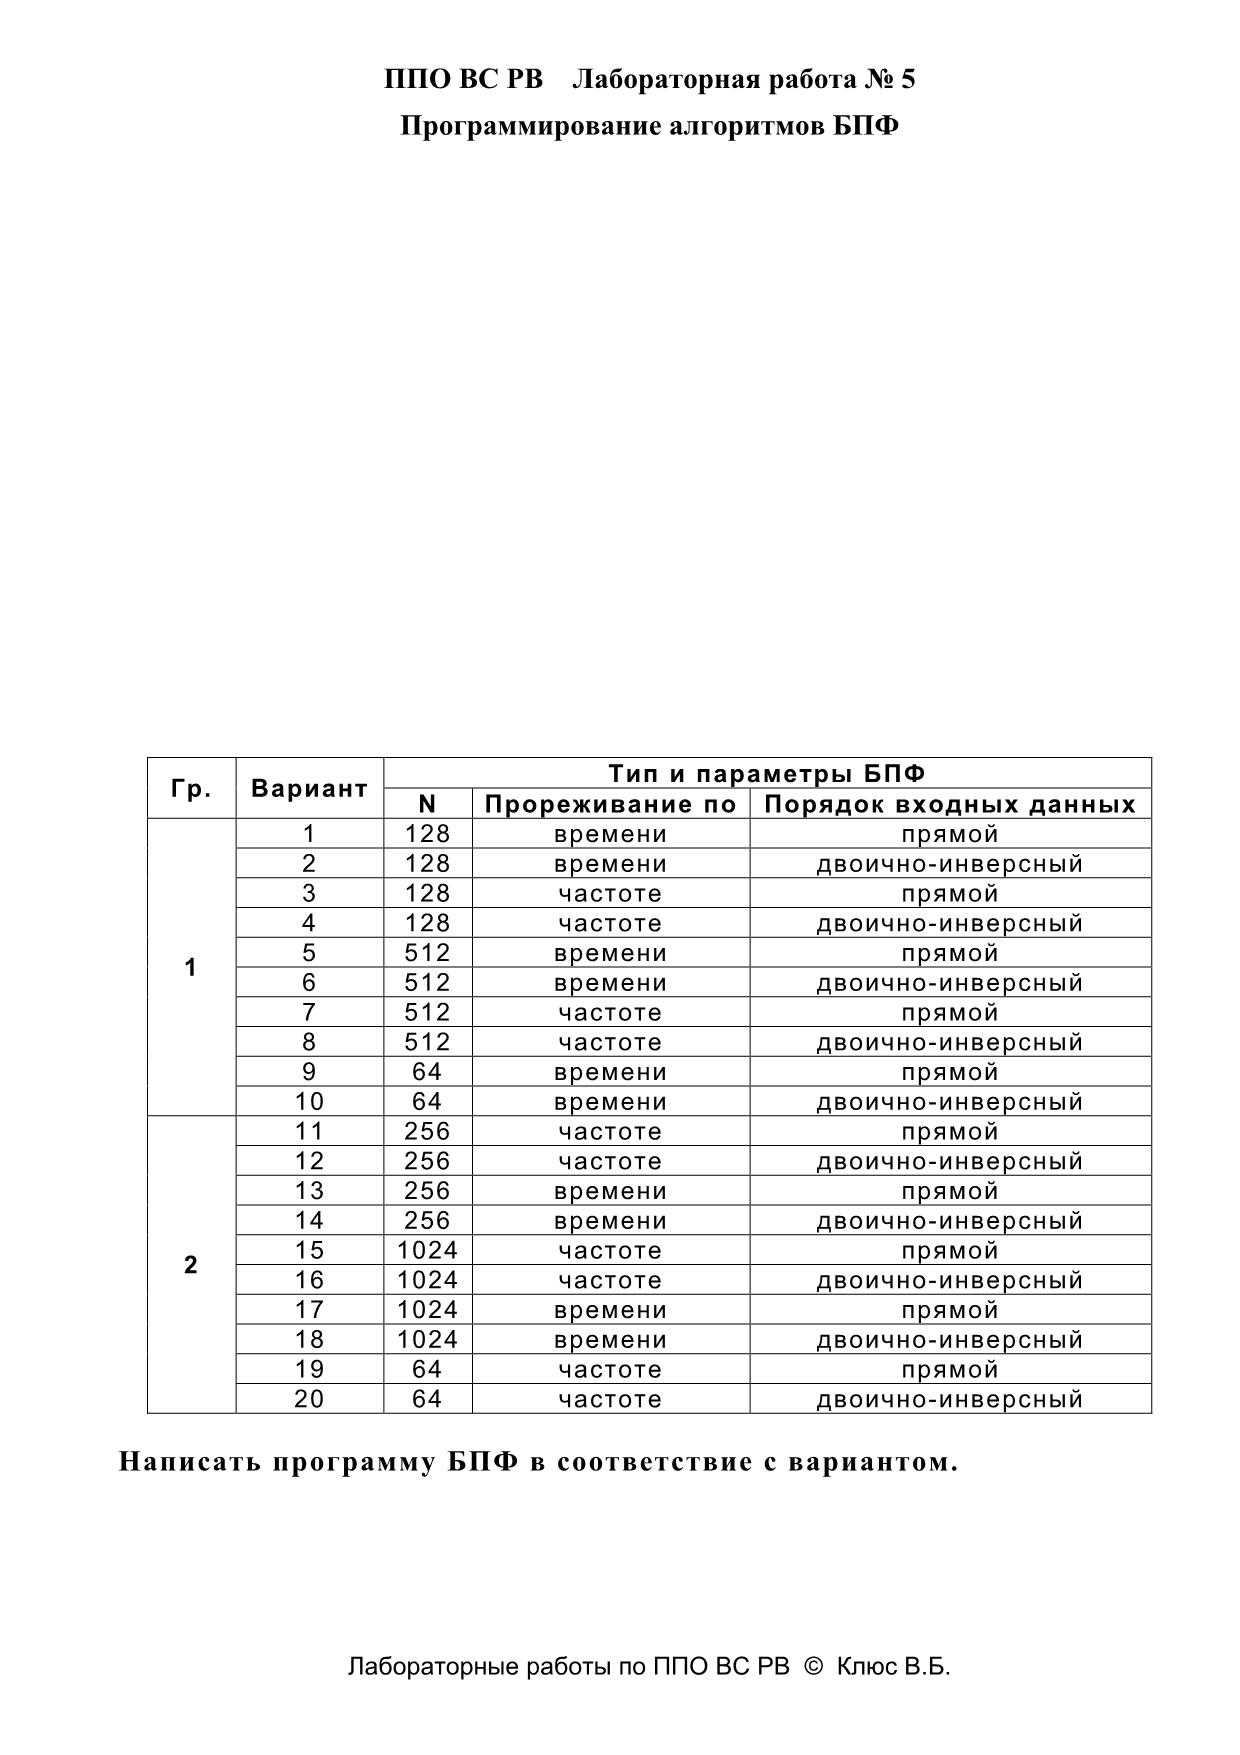 ППО ВС РВ Лабораторная работа № 5
Программирование алгоритмов БПФ
Гр. Вариант Тип и параметры БПФ
N Прореживание по Порядок входных данных
1
1 128 времени прямой
2 128 времени двоично-инверсный
3 128 частоте прямой
4 128 частоте двоично-инверсный
5 512 времени прямой
6 512 времени двоично-инверсный
7 512 частоте прямой
8 512 частоте двоично-инверсный
9 64 времени прямой
10 64 времени двоично-инверсный
2
11 256 частоте прямой
12 256 частоте двоично-инверсный
13 256 времени прямой
14 256 времени двоично-инверсный
15 1024 частоте прямой
16 1024 частоте двоично-инверсный
17 1024 времени прямой
18 1024 времени двоично-инверсный
19 64 частоте прямой
20 64 частоте двоично-инверсный
Написать программу БПФ в соответствие с вариантом.
Лабораторные работы по ППО ВС РВ © Клюс В.Б.